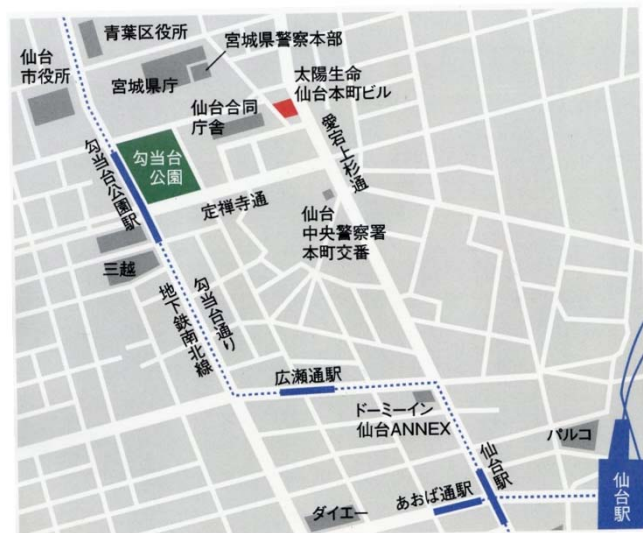 青葉区役所
宮城県警察本部
仙台
市役所
宮城県庁
太陽生命
仙台本町ビル
仙台合同
庁舎
愛宕上杉通
勾当台
公園
勾当台公園駅
定禅寺通
仙台
中央警察署
本町交番
三越
勾当台通り
地下鉄南北線
広瀬通駅
ドーミーイン
仙台ANNEX
パルコ
仙台駅
仙台駅
あおば通駅
ダイエー